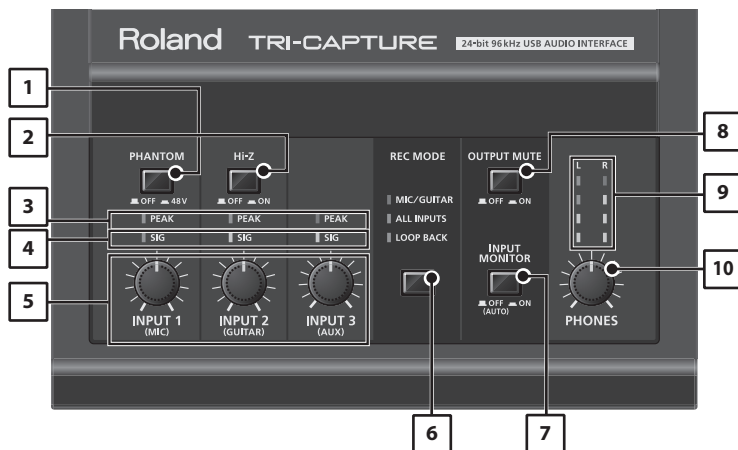 Roland TRI-CAPTURE 24-bit 96kHz USB AUDIO INTERFACE
1
2
3
4
5
PHANTOM
OFF 48V
Hi-Z
OFF ON
PEAK PEAK PEAK
SIG SIG SIG
INPUT 1
(MIC)
INPUT 2
(GUITAR)
INPUT 3
(AUX)
REC MODE
MIC/GUITAR
ALL INPUTS
LOOP BACK
OUTPUT MUTE
OFF ON
INPUT
MONITOR
OFF ON
(AUTO)
L R
PHONES
8
9
10
6
7